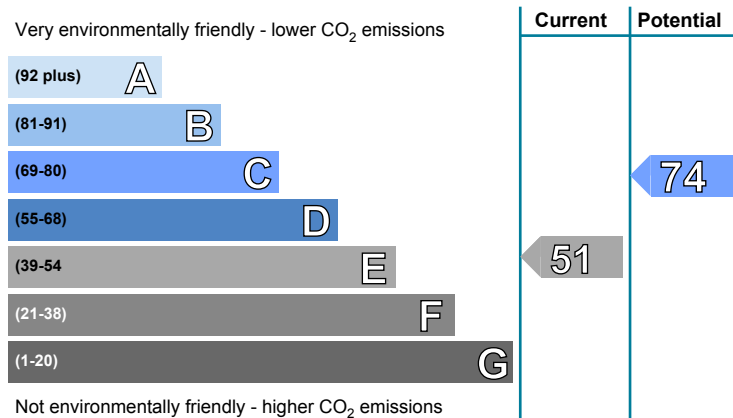 Current Potential
Very environmentally friendly - lower CO₂ emissions
(92 plus) A
(81-91) B
(69-80) C
74
(55-68) D
(39-54 E
51
(21-38) F
(1-20) G
Not environmentally friendly - higher CO₂ emissions